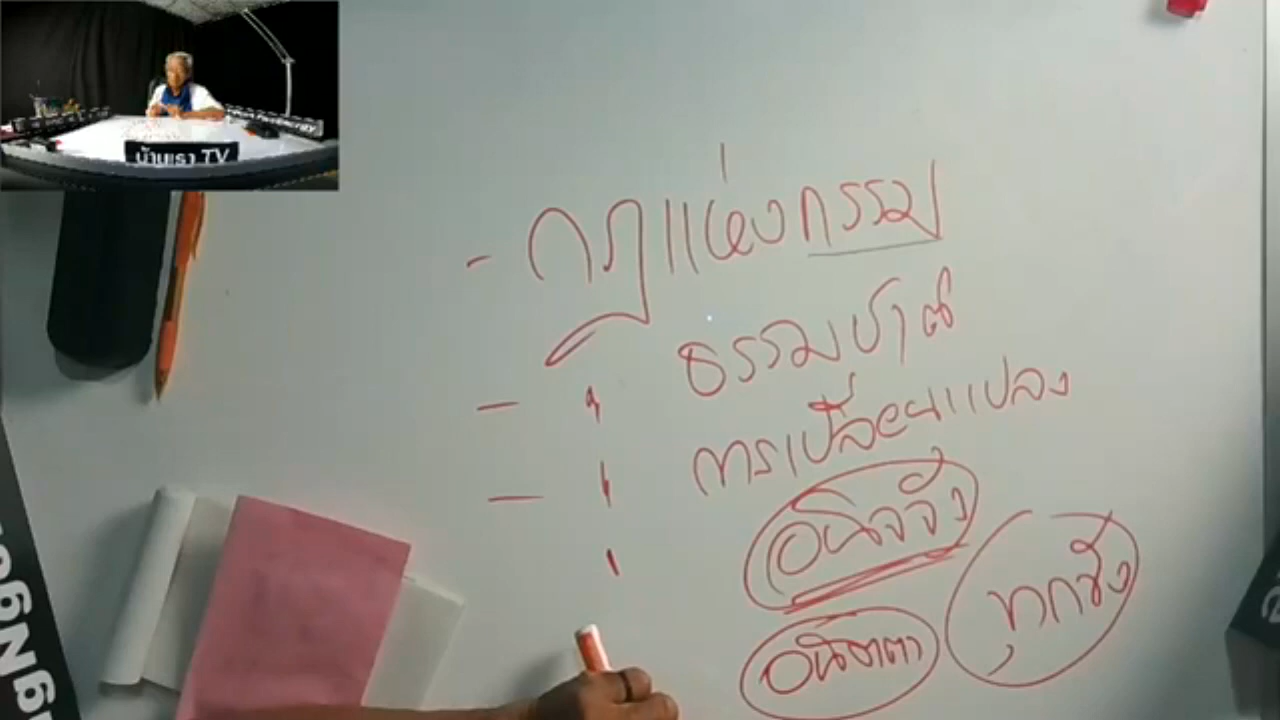 บ้านเรา TV
- กฎแห่งกรรม
ธรรมชาติ
การเปลี่ยนแปลง
อนิจจัง
ทุกขัง
อนัตตา